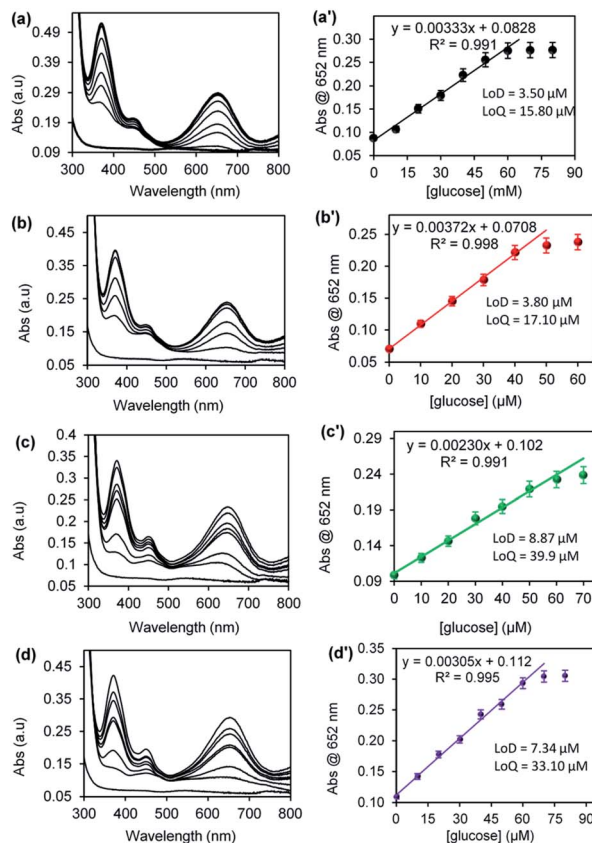 (a)
Abs (a.u)
0.49
0.39
0.29
0.19
0.09
300 400 500 600 700 800
Wavelength (nm)
(a')
y = 0.00333x + 0.0828
R² = 0.991
Abs @ 652 nm
0.30
0.25
0.20
0.15
0.10
0.05
LoD = 3.50 µM
LoQ = 15.80 µM
0 15 30 45 60 75 90
[glucose] (mM)
(b)
Abs (a.u)
0.45
0.35
0.25
0.15
0.05
300 400 500 600 700 800
Wavelength (nm)
(b')
y = 0.00372x + 0.0708
R² = 0.998
Abs @ 652 nm
0.25
0.20
0.15
0.10
0.05
LoD = 3.80 µM
LoQ = 17.10 µM
0 10 20 30 40 50 60
[glucose] (µM)
(c)
Abs (a.u)
0.4
0.35
0.3
0.25
0.2
0.15
0.1
0.05
300 400 500 600 700 800
Wavelength (nm)
(c')
y = 0.00230x + 0.102
R² = 0.991
Abs @ 652 nm
0.29
0.24
0.19
0.14
0.09
LoD = 8.87 µM
LoQ = 39.9 µM
0 10 20 30 40 50 60 70
[glucose] (µM)
(d)
Abs (a.u)
0.45
0.35
0.25
0.15
0.05
300 400 500 600 700 800
Wavelength (nm)
(d')
y = 0.00305x + 0.112
R² = 0.995
Abs @ 652 nm
0.35
0.30
0.25
0.20
0.15
0.10
LoD = 7.34 µM
LoQ = 33.10 µM
0 15 30 45 60 75 90
[glucose] (µM)